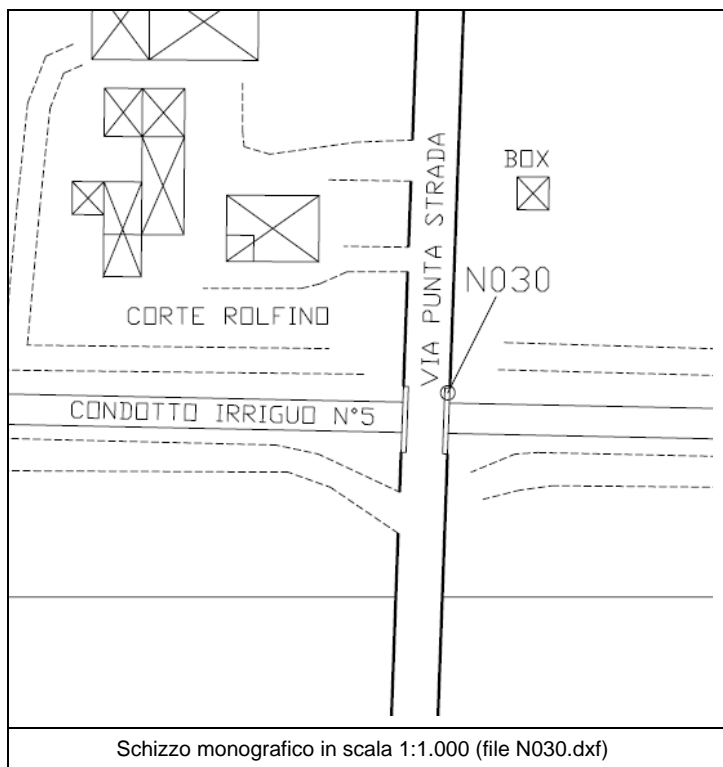 BOX
VIA PUNTA STRADA
N030
CORTE ROLFINO
CONDOTTO IRRIGUO N°5
Schizzo monografico in scala 1:1.000 (file N030.dxf)